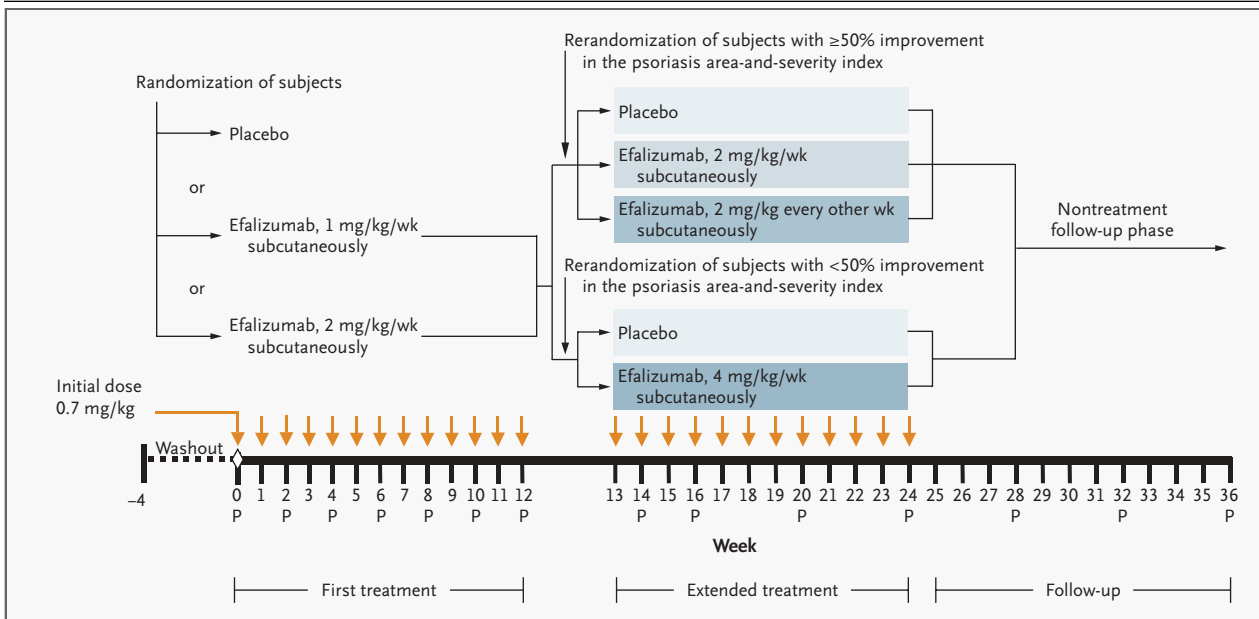 Rerandomization of subjects with ≥50% improvement
in the psoriasis area-and-severity index
Randomization of subjects
Placebo
or
Efalizumab, 1 mg/kg/wk
subcutaneously
or
Efalizumab, 2 mg/kg/wk
subcutaneously
Placebo
Efalizumab, 2 mg/kg/wk
subcutaneously
Efalizumab, 2 mg/kg every other wk
subcutaneously
Rerandomization of subjects with <50% improvement
in the psoriasis area-and-severity index
Placebo
Efalizumab, 4 mg/kg/wk
subcutaneously
Nontreatment
follow-up phase
Initial dose
0.7 mg/kg
Washout
–4 0 1 2 3 4 5 6 7 8 9 10 11 12 13 14 15 16 17 18 19 20 21 22 23 24 25 26 27 28 29 30 31 32 33 34 35 36
P P P P P P P P P P P P P P
Week
First treatment Extended treatment Follow-up